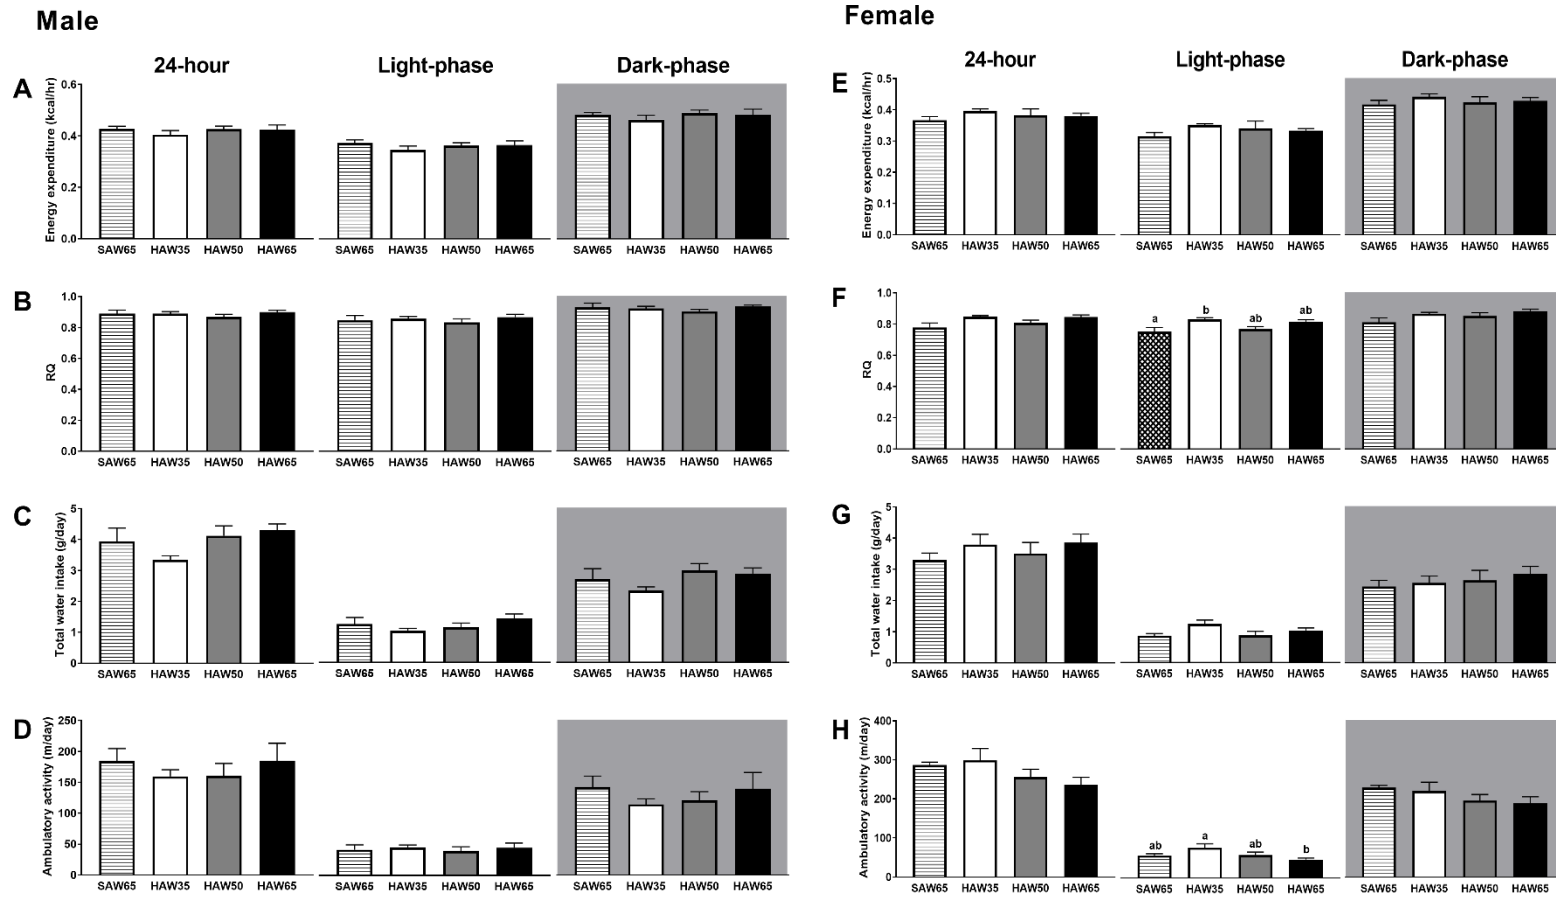 Male
24-hour Light-phase Dark-phase
A
Energy expenditure (kcal/hr)
0.6
0.4
0.2
0.0
SAW65 HAW35 HAW50 HAW65 SAW65 HAW35 HAW50 HAW65 SAW65 HAW35 HAW50 HAW65
B
RQ
1.0
0.8
0.6
0.4
0.2
0.0
SAW65 HAW35 HAW50 HAW65 SAW65 HAW35 HAW50 HAW65 SAW65 HAW35 HAW50 HAW65
C
Total water intake (g/day)
5
4
3
2
1
0
SAW65 HAW35 HAW50 HAW65 SAW65 HAW35 HAW50 HAW65 SAW65 HAW35 HAW50 HAW65
D
Ambulatory activity (m/day)
250
200
150
100
50
0
SAW65 HAW35 HAW50 HAW65 SAW65 HAW35 HAW50 HAW65 SAW65 HAW35 HAW50 HAW65
Female
24-hour Light-phase Dark-phase
E
Energy expenditure (kcal/hr)
0.5
0.4
0.3
0.2
0.1
0.0
SAW65 HAW35 HAW50 HAW65 SAW65 HAW35 HAW50 HAW65 SAW65 HAW35 HAW50 HAW65
F
RQ
1.0
0.8
0.6
0.4
0.2
0.0
a b ab ab
SAW65 HAW35 HAW50 HAW65 SAW65 HAW35 HAW50 HAW65 SAW65 HAW35 HAW50 HAW65
G
Total water intake (g/day)
5
4
3
2
1
0
SAW65 HAW35 HAW50 HAW65 SAW65 HAW35 HAW50 HAW65 SAW65 HAW35 HAW50 HAW65
H
Ambulatory activity (m/day)
400
300
200
100
0
ab a ab b
SAW65 HAW35 HAW50 HAW65 SAW65 HAW35 HAW50 HAW65 SAW65 HAW35 HAW50 HAW65